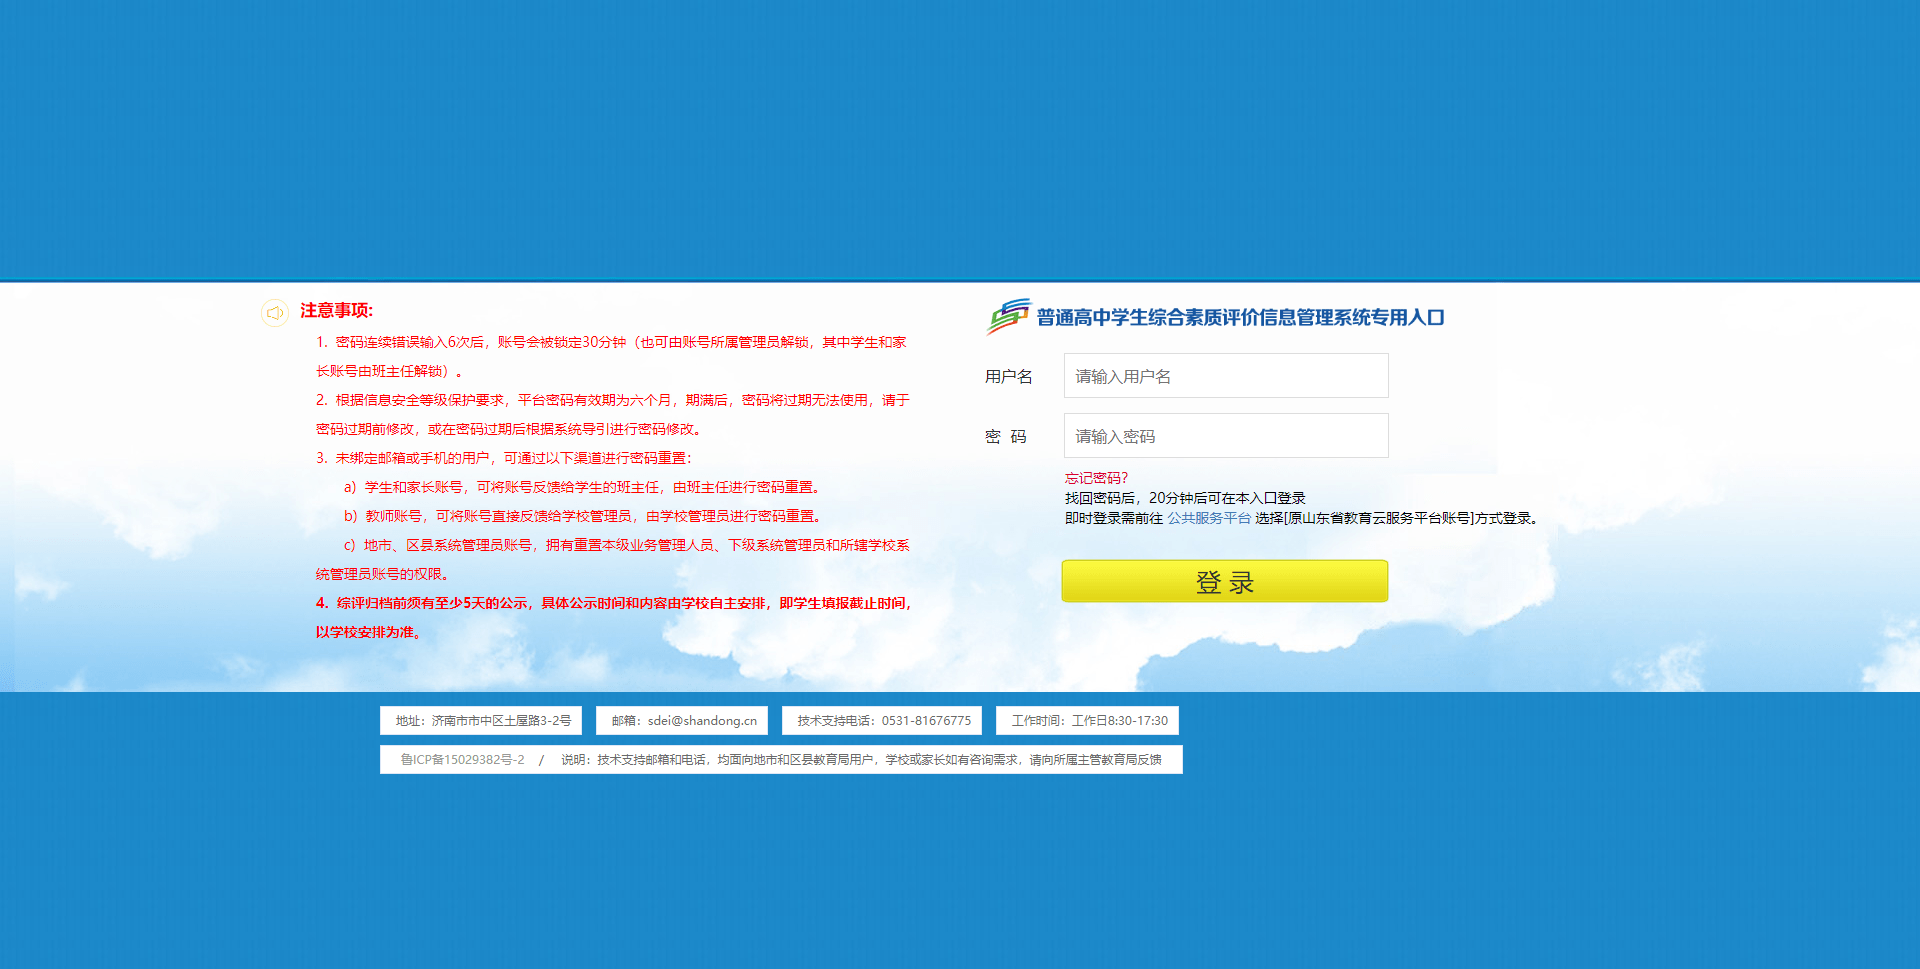 注意事项:
1. 密码连续错误输入6次后，账号会被锁定30分钟（也可由账号所属管理员解锁，其中学生和家
长账号由班主任解锁）。
2. 根据信息安全等级保护要求，平台密码有效期为六个月，期满后，密码将过期无法使用，请于
密码过期前修改，或在密码过期后根据系统导引进行密码修改。
3. 未绑定邮箱或手机的用户，可通过以下渠道进行密码重置：
a）学生和家长账号，可将账号反馈给学生的班主任，由班主任进行密码重置。
b）教师账号，可将账号直接反馈给学校管理员，由学校管理员进行密码重置。
c）地市、区县系统管理员账号，拥有重置本级业务管理人员、下级系统管理员和所辖学校系
统管理员账号的权限。
4. 综评归档前须有至少5天的公示，具体公示时间和内容由学校自主安排，即学生填报截止时间，
以学校安排为准。
普通高中学生综合素质评价信息管理系统专用入口
用户名 请输入用户名
密 码 请输入密码
忘记密码？
找回密码后，20分钟后可在本入口登录
即时登录需前往 公共服务平台 选择[原山东省教育云服务平台账号]方式登录。
登 录
地址：济南市市中区土屋路3-2号 邮箱：sdei@shandong.cn 技术支持电话：0531-81676775 工作时间：工作日8:30-17:30
鲁ICP备15029382号-2 / 说明：技术支持邮箱和电话，均面向地市和区县教育局用户，学校或家长如有咨询需求，请向所属主管教育局反馈